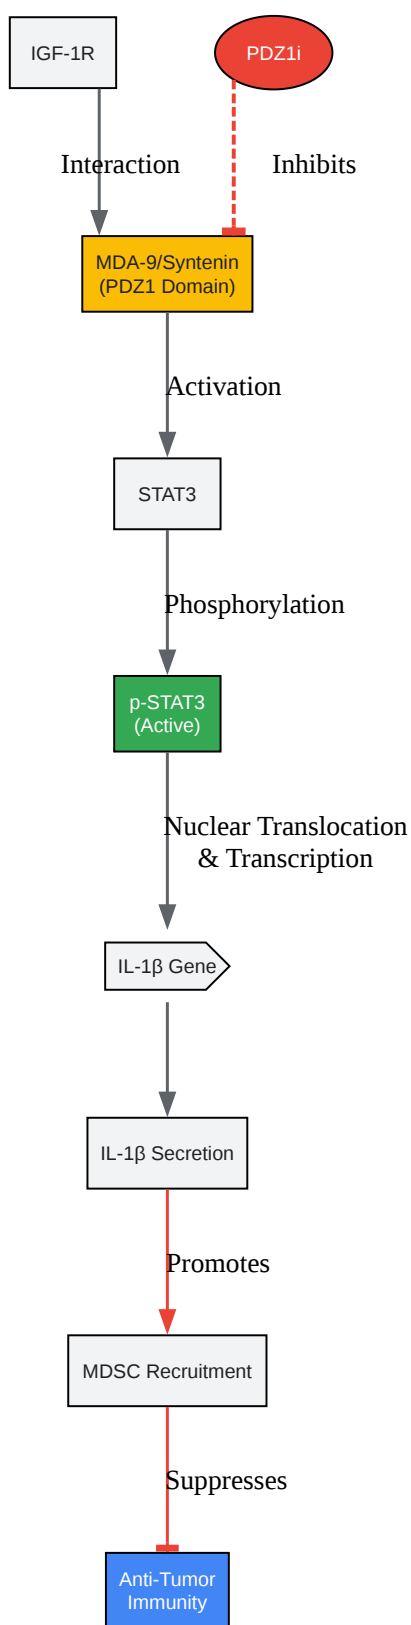 IGF-1R
PDZ1i
Interaction
Inhibits
MDA-9/Syntenin
(PDZ1 Domain)
Activation
STAT3
Phosphorylation
p-STAT3
(Active)
Nuclear Translocation
& Transcription
IL-1β Gene
IL-1β Secretion
Promotes
MDSC Recruitment
Suppresses
Anti-Tumor
Immunity